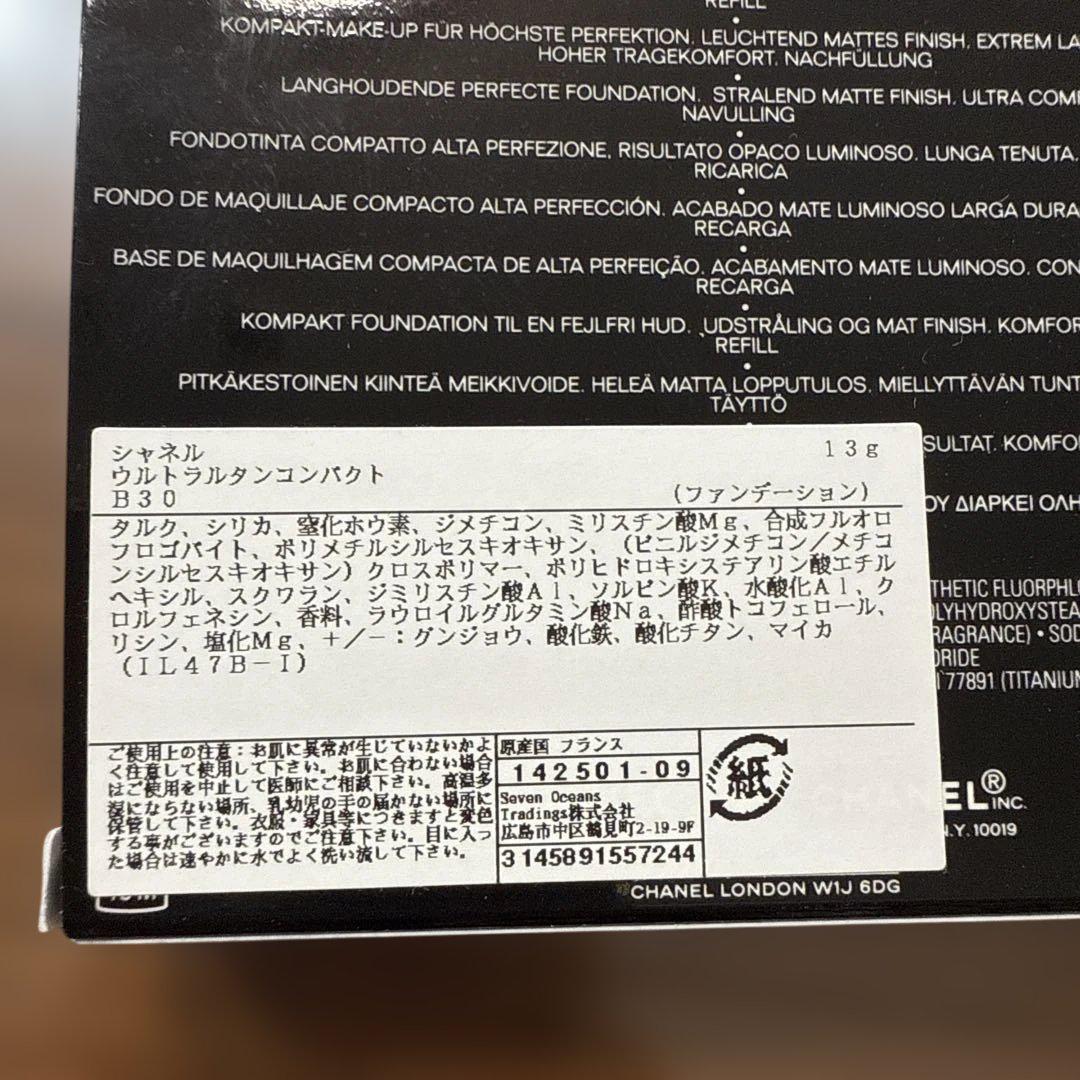 REFILL
KOMPAKT-MAKE-UP FÜR HÖCHSTE PERFEKTION. LEUCHTEND MATTES FINISH. EXTREM LA
HOHER TRAGEKOMFORT. NACHFÜLLUNG
LANGHOUDENDE PERFECTE FOUNDATION. STRALEND MATTE FINISH. ULTRA COM
NAVULLING
FONDOTINTA COMPATTO ALTA PERFEZIONE. RISULTATO OPACO LUMINOSO. LUNGA TENUTA.
RICARICA
FONDO DE MAQUILLAJE COMPACTO ALTA PERFECCIÓN. ACABADO MATE LUMINOSO LARGA DURA
RECARGA
BASE DE MAQUILHAGEM COMPACTA DE ALTA PERFEIÇÃO. ACABAMENTO MATE LUMINOSO. CON
RECARGA
KOMPAKT FOUNDATION TIL EN FEJLFRI HUD. UDSTRÅLING OG MAT FINISH. KOMFOR
REFILL
PITKÄKESTOINEN KIINTEÄ MEIKKIVOIDE. HELEÄ MATTA LOPPUTULOS. MIELLYTTÄVÄN TUNT
TÄYTTÖ
SULTAT. KOMFO
ΟΥ ΔΙΑΡΚΕΙ ΟΛΗ
シャネル 13g
ウルトラルタンコンパクト
B30 (ファンデーション)
タルク、シリカ、窒化ホウ素、ジメチコン、ミリスチン酸Mg、合成フルオロ
フロゴパイト、ポリメチルシルセスキオキサン、(ビニルジメチコン/メチコ
ンシルセスキオキサン)クロスポリマー、ポリヒドロキシステアリン酸エチル
ヘキシル、スクワラン、ジミリスチン酸Al、ソルビン酸K、水酸化Al、ク
ロルフェネシン、香料、ラウロイルグルタミン酸Na、酢酸トコフェロール、
リシン、塩化Mg、+/-:グンジョウ、酸化鉄、酸化チタン、マイカ
(IL47B-I)
THETIC FLUORPHLO
OLYHYDROXYSTEA
RAGRANCE) • SOD
ORIDE
77891 (TITANIUM
ご使用上の注意:お肌に異常が生じていないかよ
く注意して使用して下さい。お肌に合わない場合
はご使用を中止して医師にご相談下さい。高温多
湿にならない場所、乳幼児の手の届かない場所に
保管して下さい。衣服・家具等につきますと変色
する事がございますのでご注意下さい。目に入っ
た場合は速やかに水でよく洗い流して下さい。
原産国 フランス
142501-09
Seven Oceans
Tradings株式会社
広島市中区鶴見町2-19-9F
3145891557244
紙
NEL® INC.
N.Y. 10019
CHANEL LONDON W1J 6DG